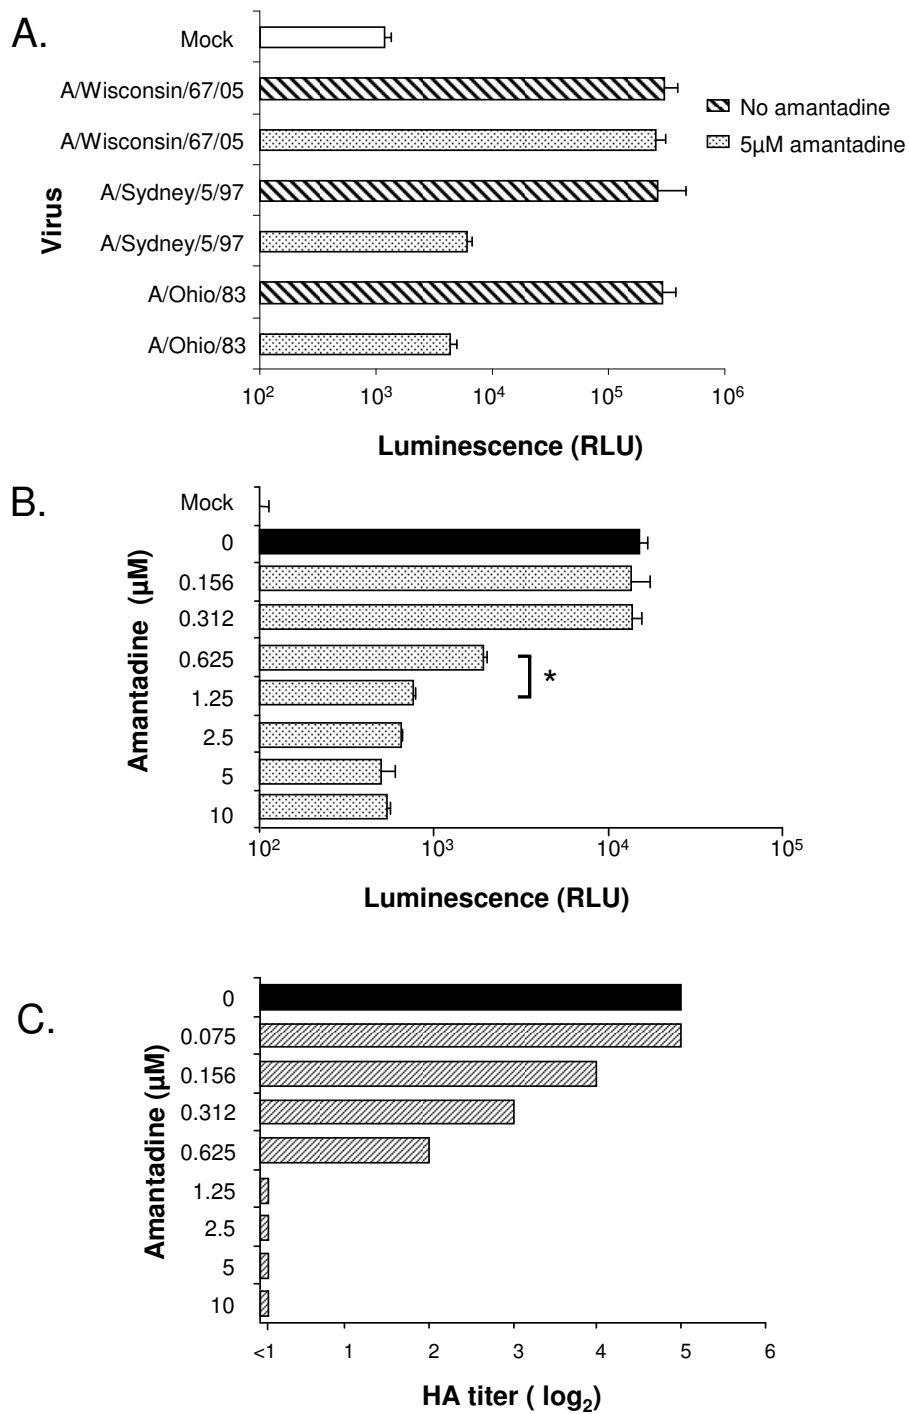 A.
Mock
A/Wisconsin/67/05
A/Wisconsin/67/05
A/Sydney/5/97
A/Sydney/5/97
A/Ohio/83
A/Ohio/83
Virus
No amantadine
5µM amantadine
10² 10³ 10⁴ 10⁵ 10⁶
Luminescence (RLU)
B.
Mock
0
0.156
0.312
0.625
1.25
2.5
5
10
Amantadine (µM)
*
10² 10³ 10⁴ 10⁵
Luminescence (RLU)
C.
0
0.075
0.156
0.312
0.625
1.25
2.5
5
10
Amantadine (µM)
<1 1 2 3 4 5 6
HA titer ( log₂)